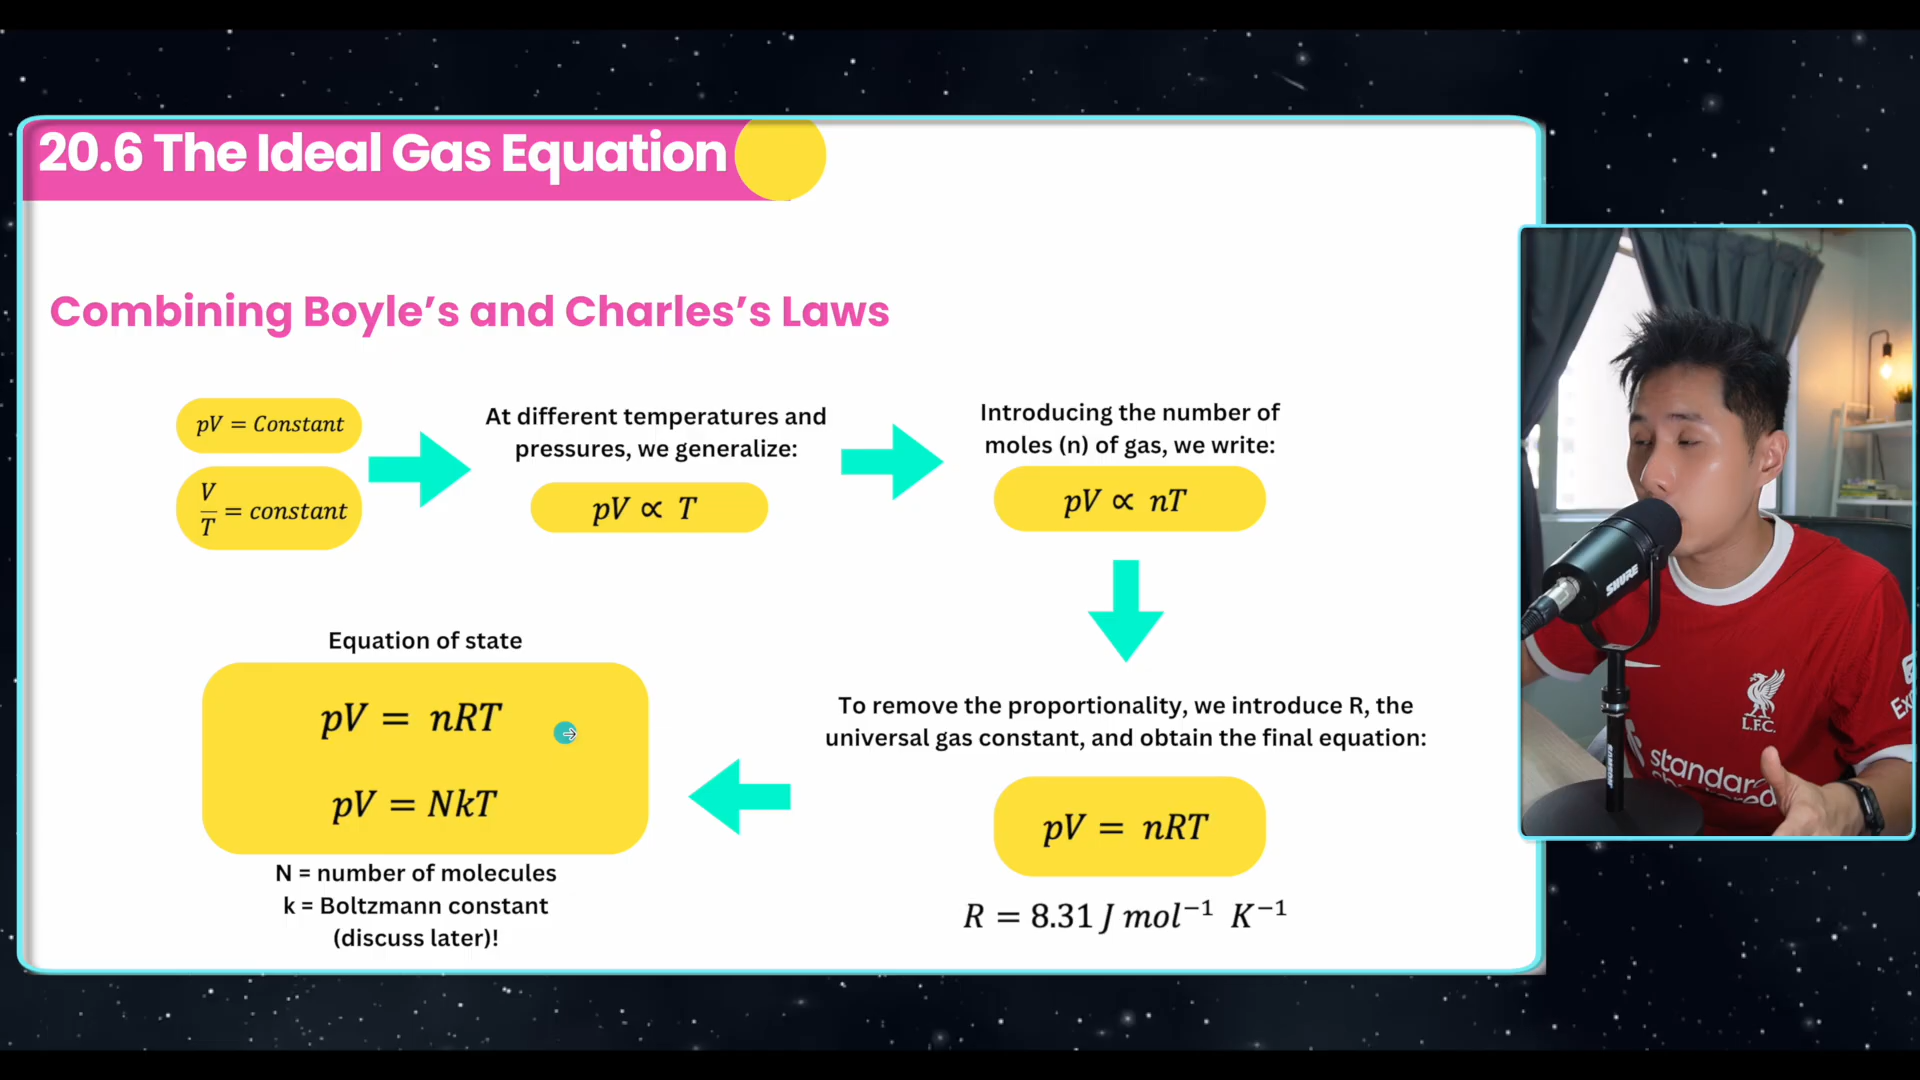 20.6 The Ideal Gas Equation
Combining Boyle’s and Charles’s Laws
pV = Constant
V/T = constant
At different temperatures and
pressures, we generalize:
pV ∝ T
Introducing the number of
moles (n) of gas, we write:
pV ∝ nT
To remove the proportionality, we introduce R, the
universal gas constant, and obtain the final equation:
pV = nRT
R = 8.31 J mol⁻¹ K⁻¹
Equation of state
pV = nRT
pV = NkT
N = number of molecules
k = Boltzmann constant
(discuss later)!
SHURE
SAMSON
L.F.C.
standard